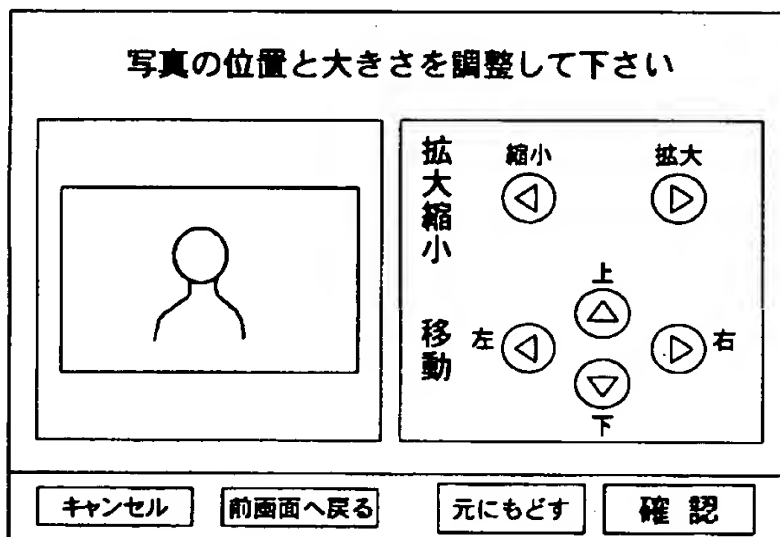 写真の位置と大きさを調整して下さい
拡大縮小
縮小
拡大
移動
上
左
右
下
キャンセル
前画面へ戻る
元にもどす
確認